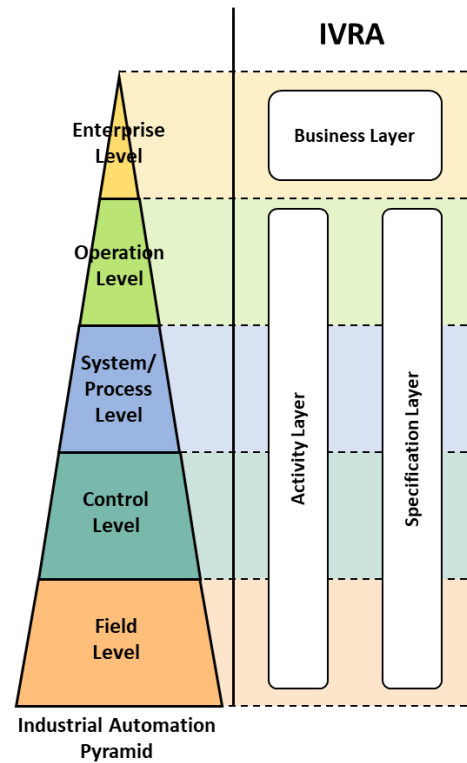 IVRA
Enterprise
Level
Business Layer
Operation
Level
System/
Process
Level
Control
Level
Field
Level
Activity Layer
Specification Layer
Industrial Automation
Pyramid